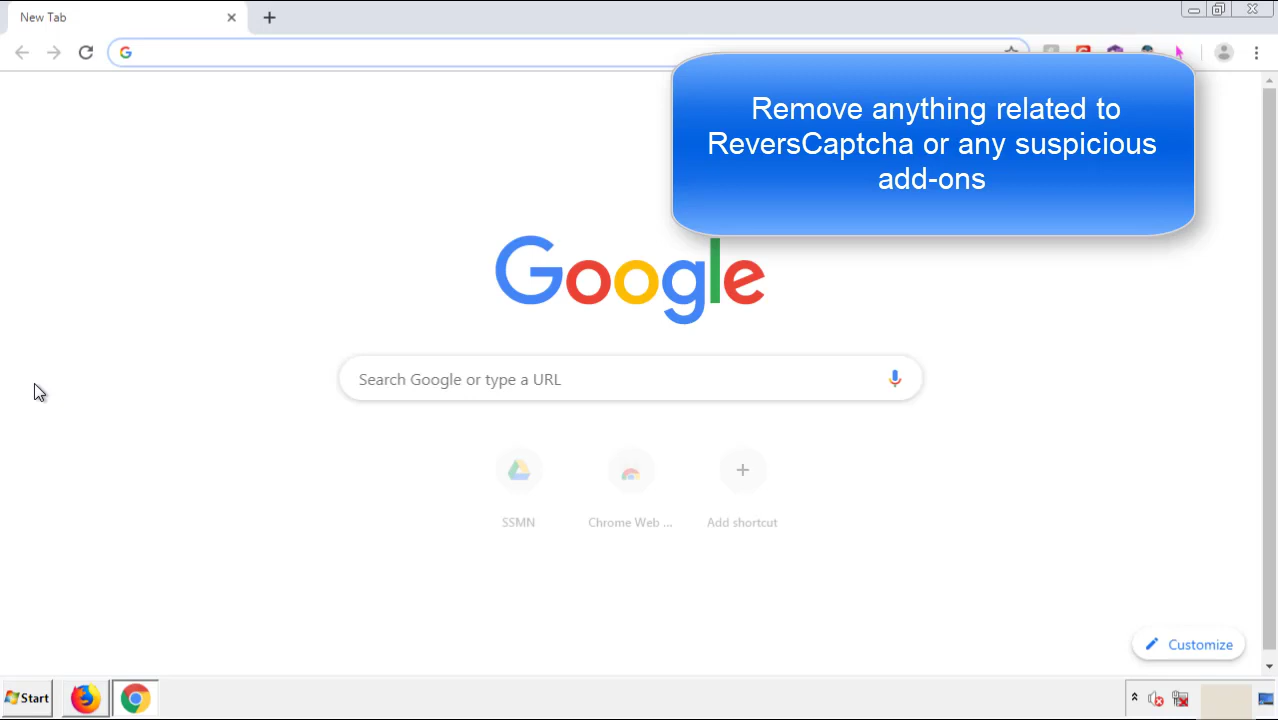 New Tab
Remove anything related to
ReversCaptcha or any suspicious
add-ons
Google
Search Google or type a URL
SSMN
Chrome Web ...
Add shortcut
Customize
Start